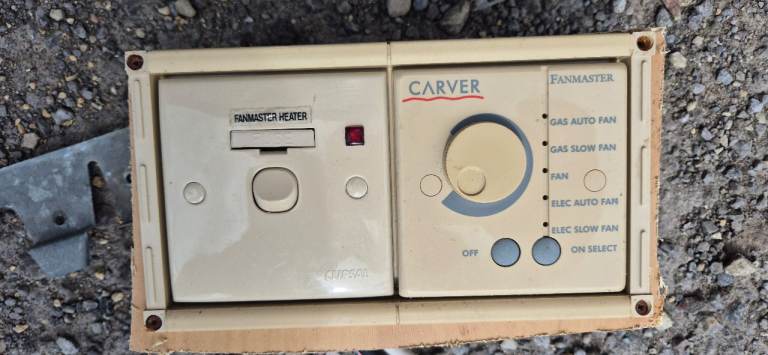 FANMASTER HEATER
CLIPSAL
CARVER
FANMASTER
GAS AUTO FAN
GAS SLOW FAN
FAN
ELEC AUTO FAN
ELEC SLOW FAN
OFF
ON SELECT